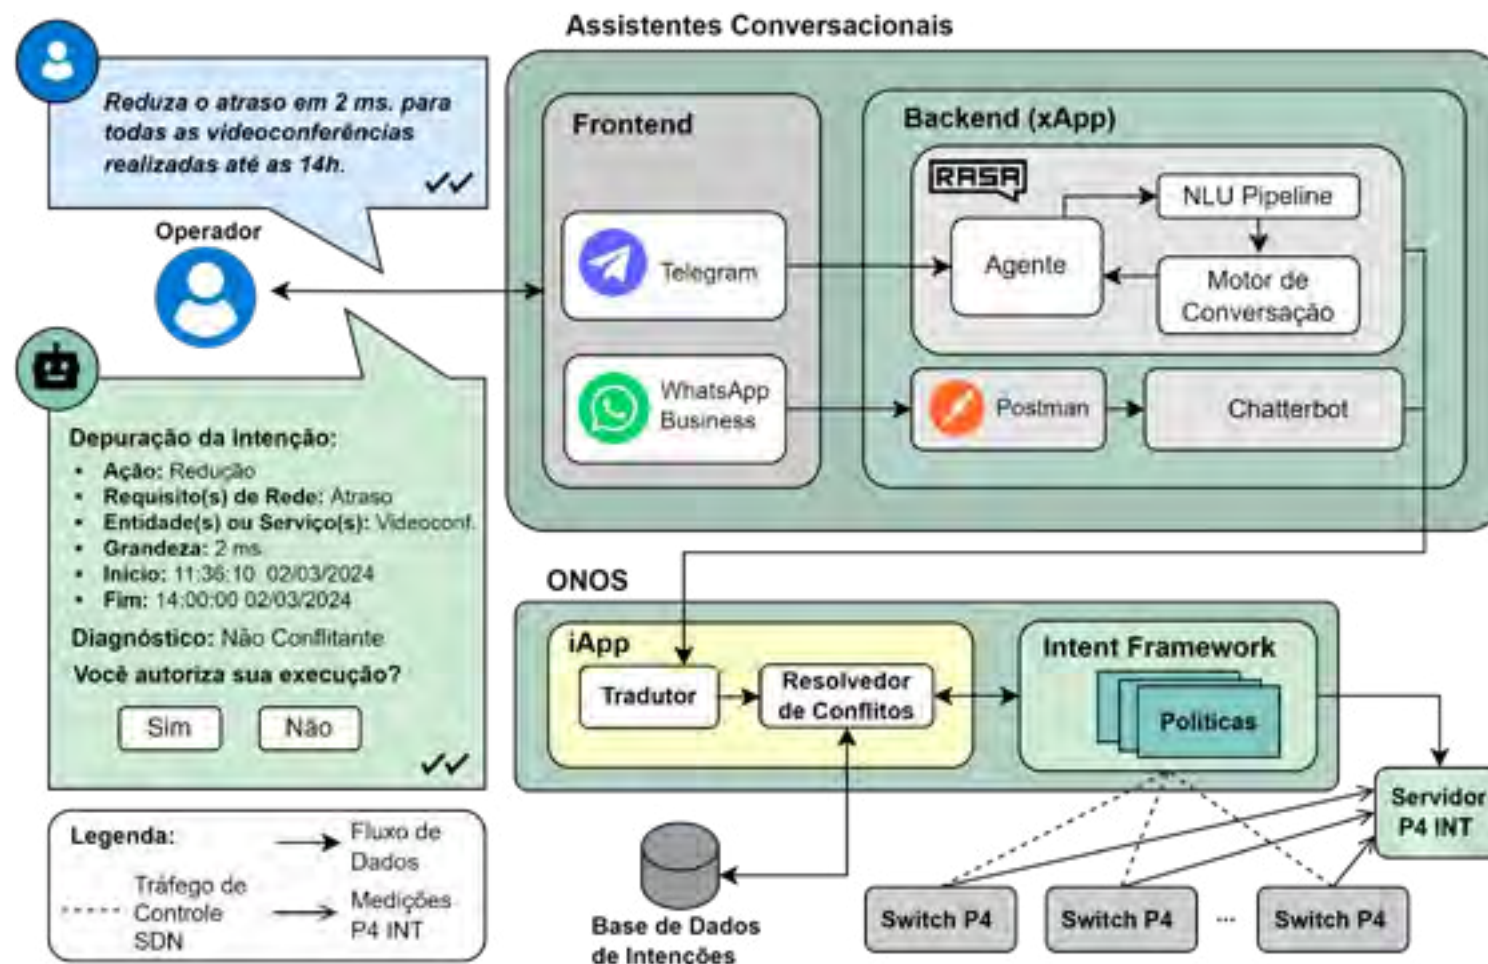 Assistentes Conversacionais
Reduza o atraso em 2 ms. para
todas as videoconferências
realizadas até as 14h.
Operador
Depuração da Intenção:
▪ Ação: Redução
▪ Requisito(s) de Rede: Atraso
▪ Entidade(s) ou Serviço(s): Videoconf.
▪ Grandeza: 2 ms
▪ Início: 11:36:10 02/03/2024
▪ Fim: 14:00:00 02/03/2024
Diagnóstico: Não Conflitante
Você autoriza sua execução?
Sim
Não
Legenda:
Fluxo de
Dados
Tráfego de
Controle
SDN
Medições
P4 INT
Frontend
Telegram
WhatsApp
Business
Backend (xApp)
RASA
Agente
NLU Pipeline
Motor de
Conversação
Postman
Chatterbot
ONOS
iApp
Tradutor
Resolvedor
de Conflitos
Intent Framework
Políticas
Servidor
P4 INT
Base de Dados
de Intenções
Switch P4
Switch P4
...
Switch P4